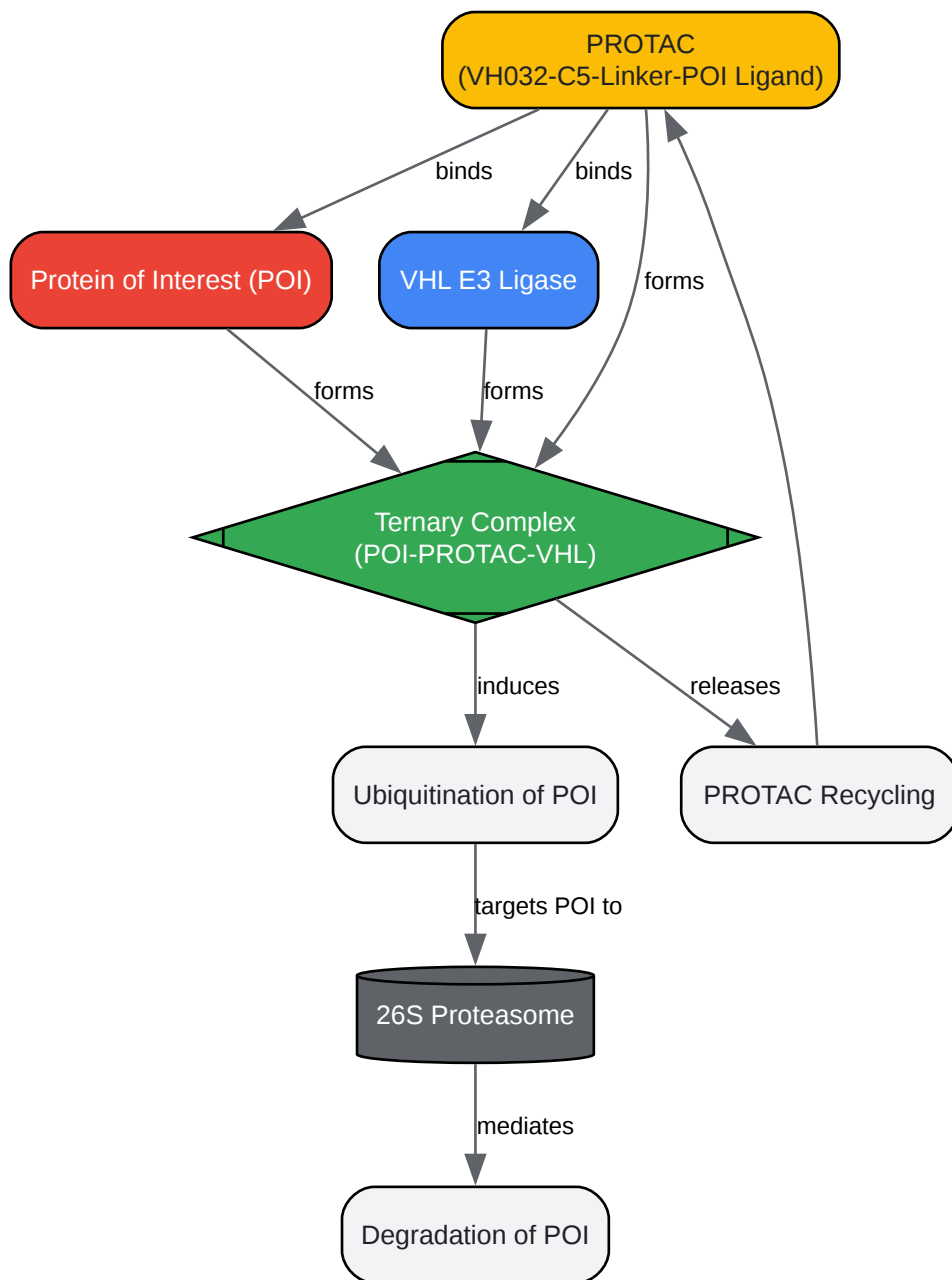 PROTAC
(VH032-C5-Linker-POI Ligand)
binds
binds
Protein of Interest (POI)
VHL E3 Ligase
forms
forms
forms
Ternary Complex
(POI-PROTAC-VHL)
induces
releases
Ubiquitination of POI
PROTAC Recycling
targets POI to
26S Proteasome
mediates
Degradation of POI